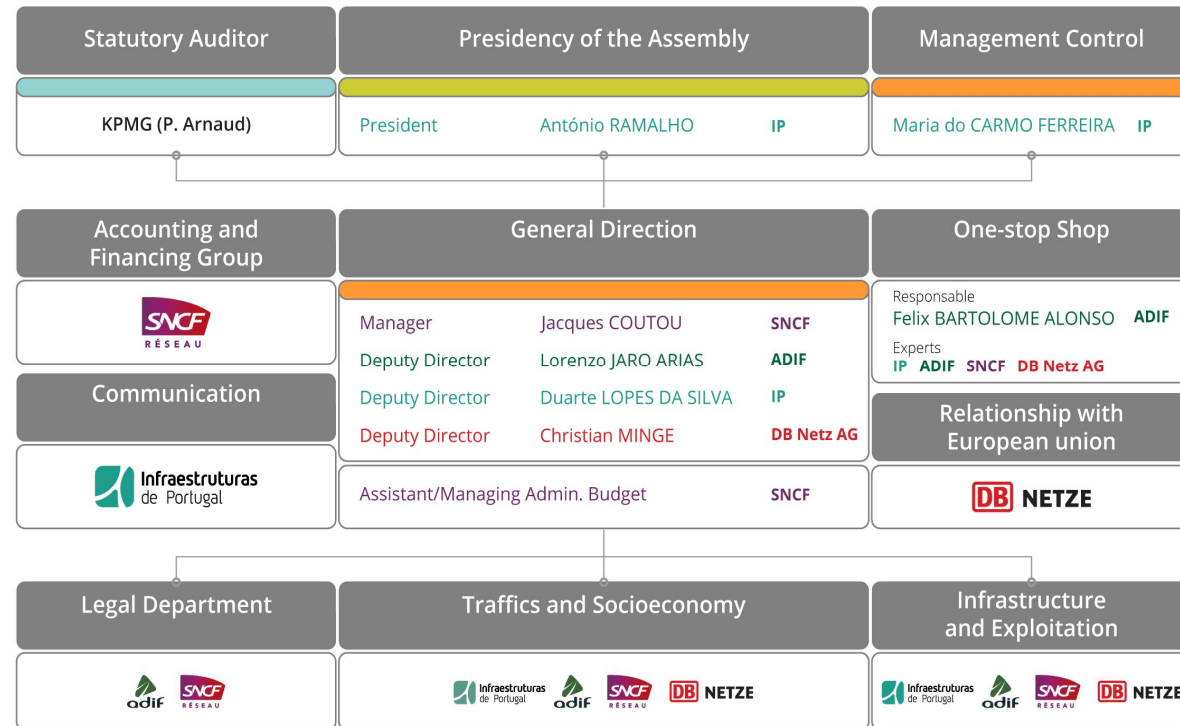 Statutory Auditor
KPMG (P. Arnaud)
Presidency of the Assembly
President António RAMALHO IP
Management Control
Maria do CARMO FERREIRA IP
Accounting and
Financing Group
SNCF
RÉSEAU
Communication
Infraestruturas
de Portugal
General Direction
Manager Jacques COUTOU SNCF
Deputy Director Lorenzo JARO ARIAS ADIF
Deputy Director Duarte LOPES DA SILVA IP
Deputy Director Christian MINGE DB Netz AG
Assistant/Managing Admin. Budget SNCF
One-stop Shop
Responsable
Felix BARTOLOME ALONSO ADIF
Experts
IP ADIF SNCF DB Netz AG
Relationship with
European union
DB NETZE
Legal Department
adif SNCF
RÉSEAU
Traffics and Socioeconomy
Infraestruturas
de Portugal
adif
SNCF
RÉSEAU
DB NETZE
Infrastructure
and Exploitation
Infraestruturas
de Portugal
adif
SNCF
RÉSEAU
DB NETZE